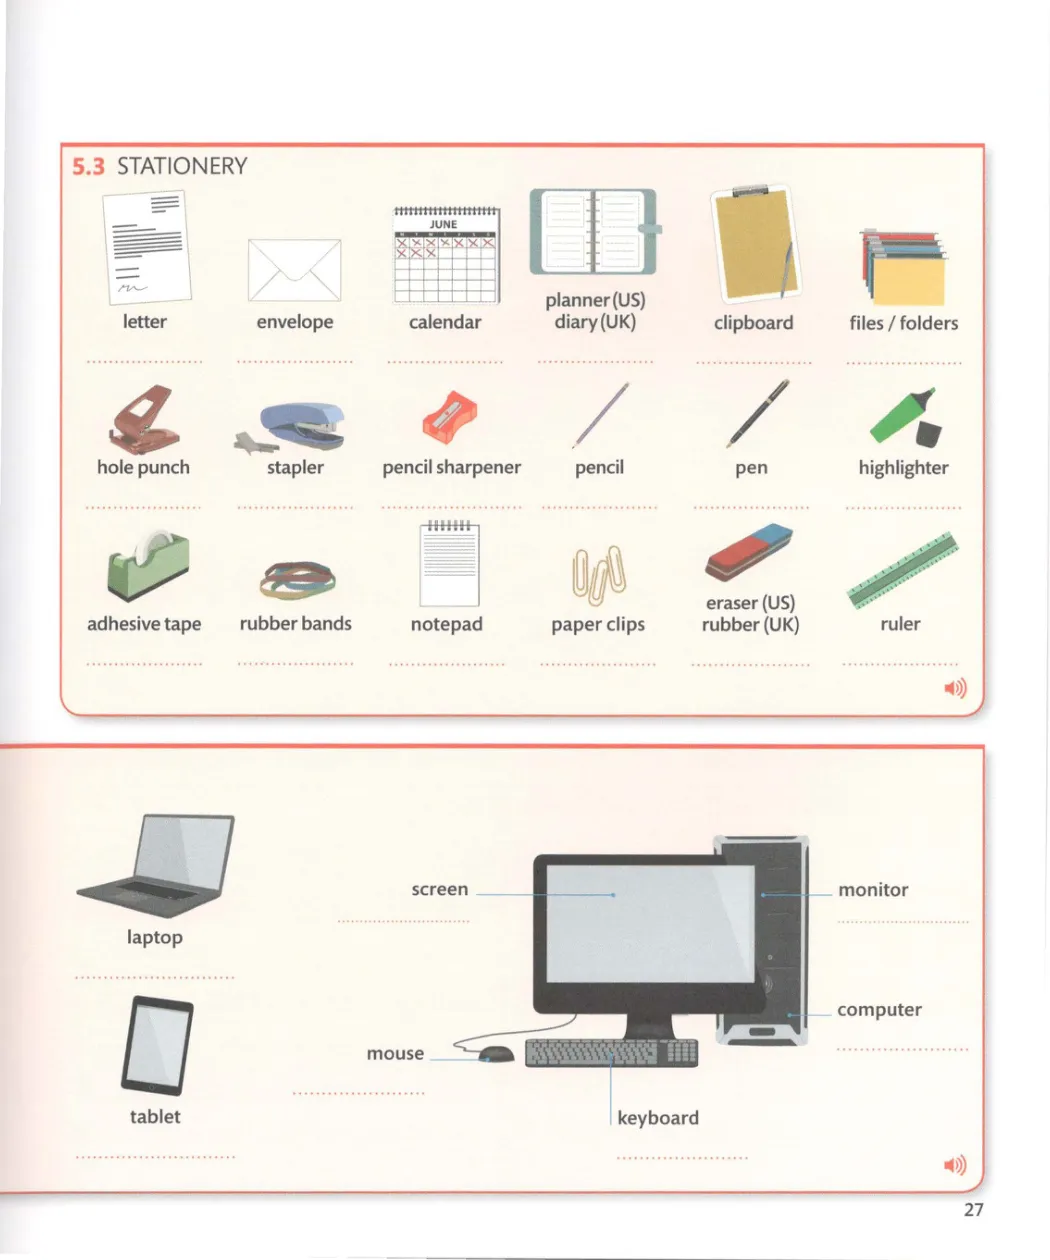 5.3 STATIONERY
JUNE
letter
envelope
calendar
planner (US)
diary (UK)
clipboard
files / folders
hole punch
stapler
pencil sharpener
pencil
pen
highlighter
adhesive tape
rubber bands
notepad
paper clips
eraser (US)
rubber (UK)
ruler
laptop
screen
monitor
computer
mouse
tablet
keyboard
27